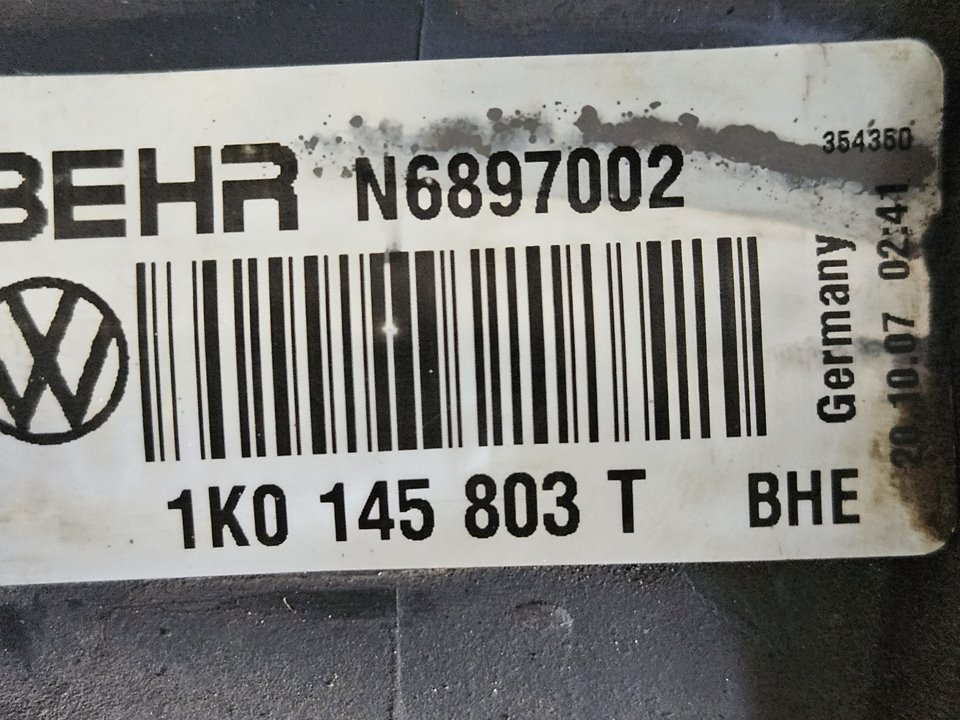 BEHR N6897002
354350
1K0 145 803 T BHE
Germany
20.10.07 02:41